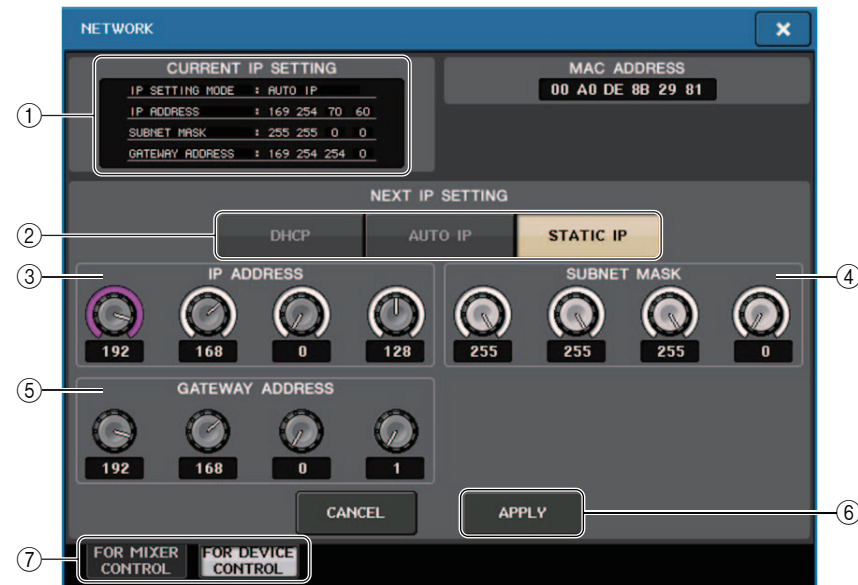 NETWORK
CURRENT IP SETTING
IP SETTING MODE : AUTO IP
IP ADDRESS : 169 254 70 60
SUBNET MASK : 255 255 0 0
GATEWAY ADDRESS : 169 254 254 0
MAC ADDRESS
00 A0 DE 8B 29 81
①
NEXT IP SETTING
②
DHCP AUTO IP STATIC IP
③
IP ADDRESS
192 168 0 128
SUBNET MASK
④
255 255 255 0
⑤
GATEWAY ADDRESS
192 168 0 1
CANCEL
APPLY
⑥
⑦
FOR MIXER CONTROL
FOR DEVICE CONTROL